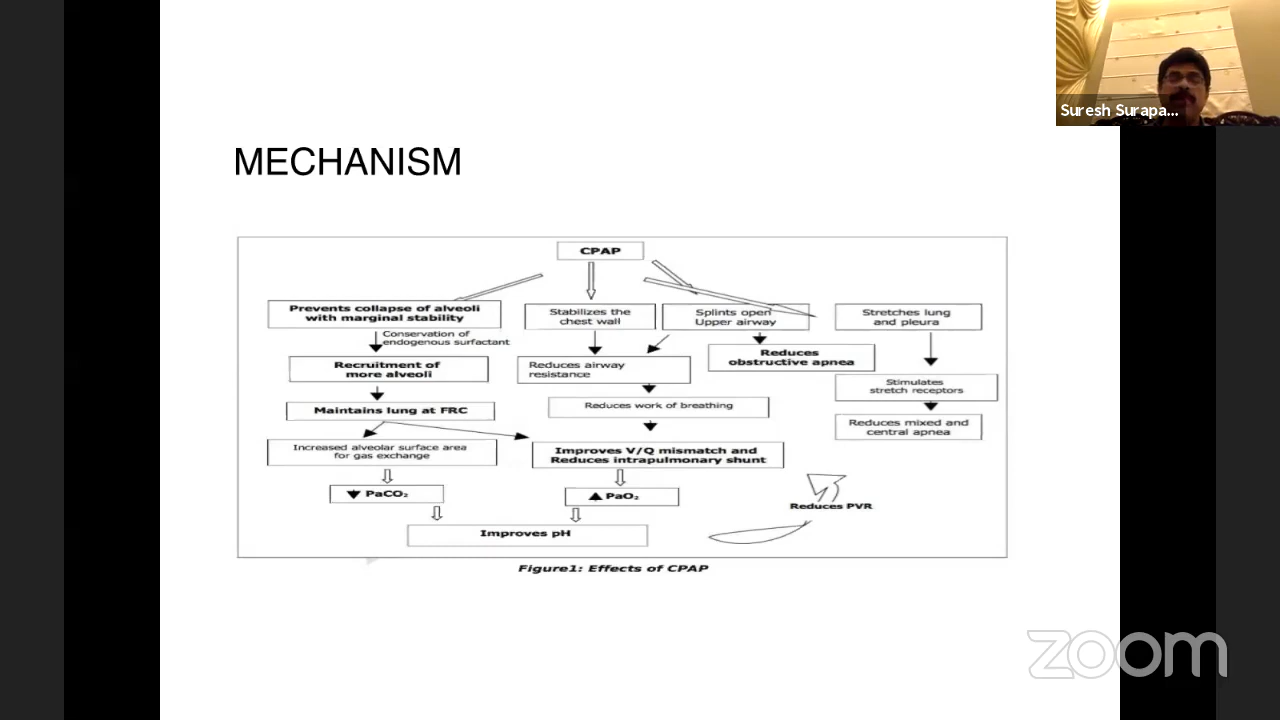 Suresh Surapa...
MECHANISM
CPAP
Prevents collapse of alveoli
with marginal stability
Stabilizes the
chest wall
Splints open
Upper airway
Stretches lung
and pleura
Conservation of
endogenous surfactant
Recruitment of
more alveoli
Reduces airway
resistance
Reduces
obstructive apnea
Stimulates
stretch receptors
Maintains lung at FRC
Reduces work of breathing
Reduces mixed and
central apnea
Increased alveolar surface area
for gas exchange
Improves V/Q mismatch and
Reduces intrapulmonary shunt
PaCO₂
PaO₂
Reduces PVR
Improves pH
Figure1: Effects of CPAP
zoom